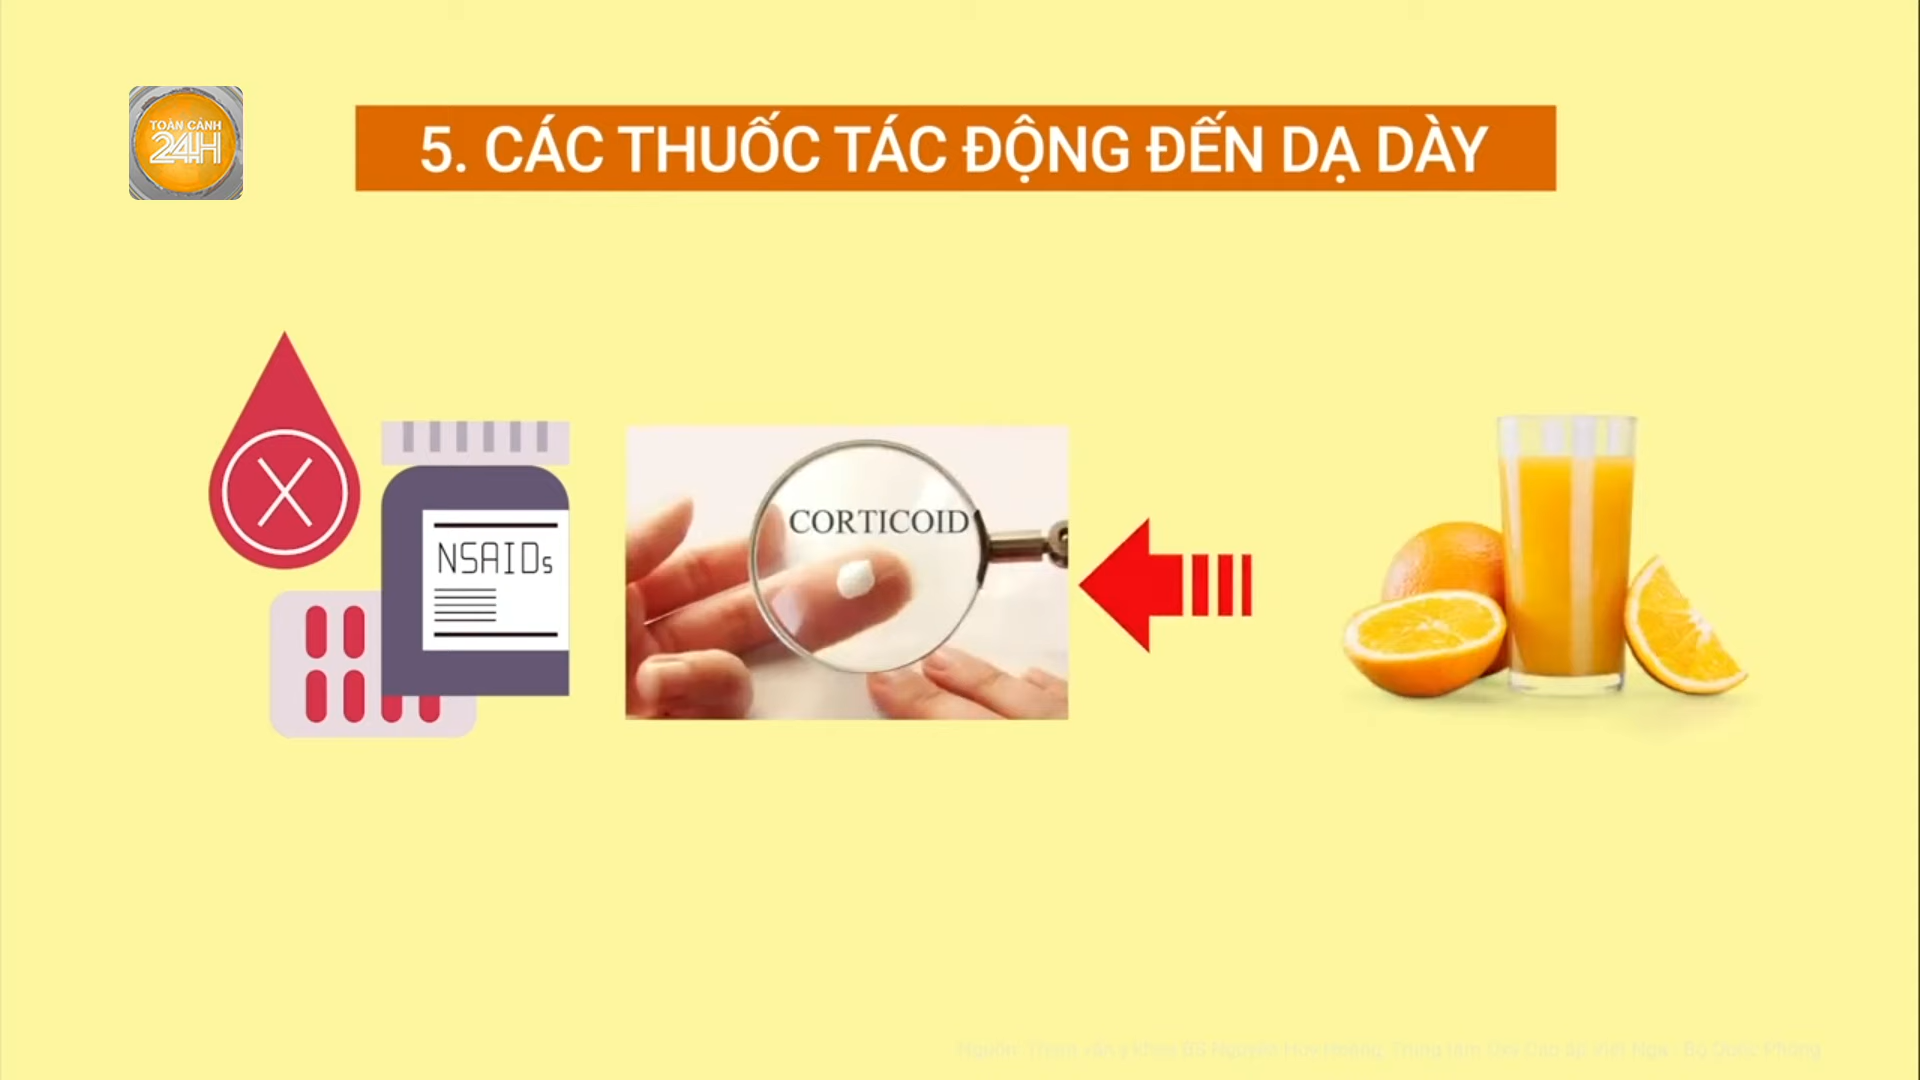 TOÀN CẢNH
24H
5. CÁC THUỐC TÁC ĐỘNG ĐẾN DẠ DÀY
NSAIDs
CORTICOID